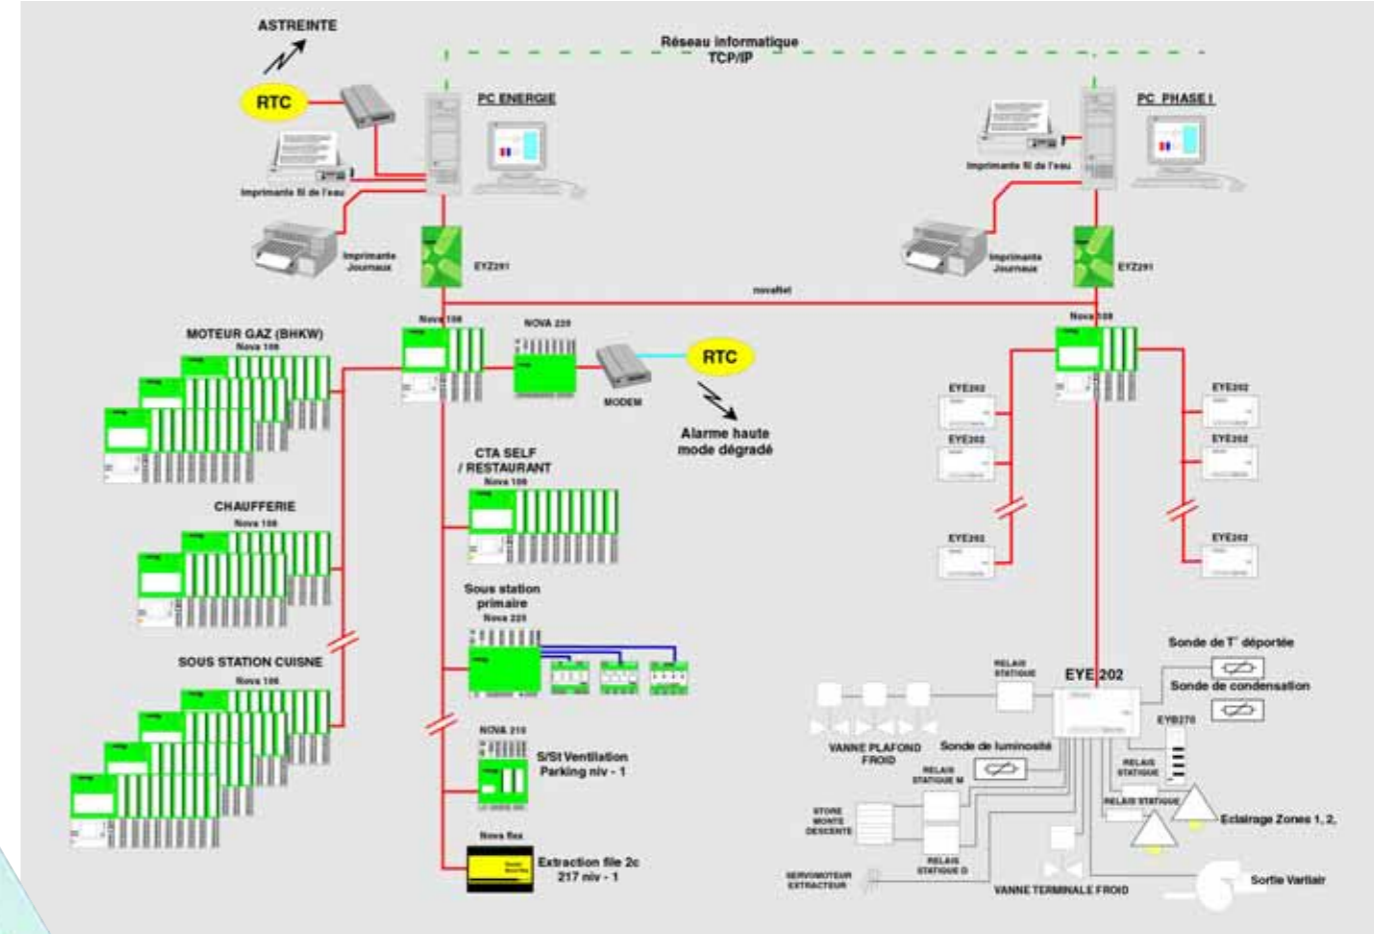 ASTREINTE
Réseau informatique
TCP/IP
RTC
PC ENERGIE
PC PHASE I
Imprimante fil de l'eau
Imprimante fil de l'eau
Imprimante
Journaux
EYZ291
Imprimante
Journaux
EYZ291
novaNet
Nova 106
NOVA 220
Nova 106
MOTEUR GAZ (BHKW)
Nova 106
RTC
MODEM
EYE202
EYE202
Alarme haute
mode dégradé
EYE202
EYE202
CTA SELF
/ RESTAURANT
Nova 106
CHAUFFERIE
Nova 106
EYE202
EYE202
Sous station
primaire
Nova 220
SOUS STATION CUISNE
Nova 106
Sonde de T° déportée
RELAIS
STATIQUE
EYE 202
Sonde de condensation
EYB270
NOVA 210
S/St Ventilation
Parking niv - 1
VANNE PLAFOND
FROID
Sonde de luminosité
RELAIS
STATIQUE M
RELAIS
STATIQUE
RELAIS STATIQUE
STORE
MONTE
DESCENTE
Eclairage Zones 1, 2,
Nova flex
Extraction file 2c
217 niv - 1
RELAIS
STATIQUE D
SERVOMOTEUR
EXTRACTEUR
VANNE TERMINALE FROID
Sortie Variair